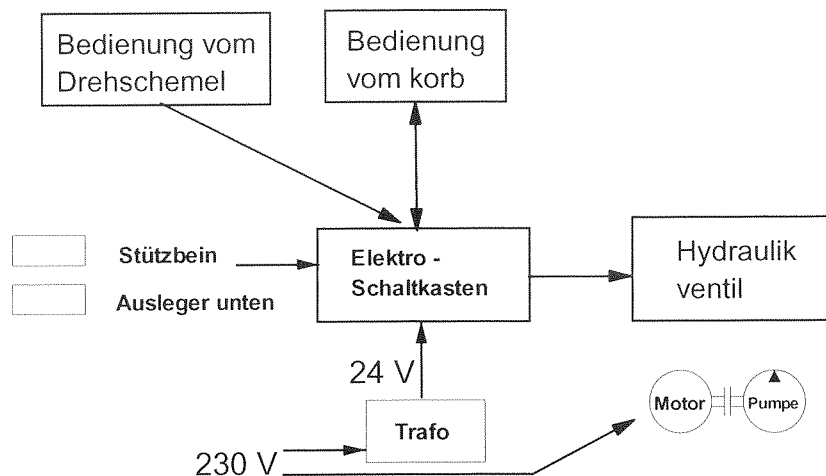 Bedienung vom
Drehschemel
Bedienung
vom korb
Stützbein
Ausleger unten
Elektro -
Schaltkasten
Hydraulik
ventil
24 V
Trafo
230 V
Motor
Pumpe